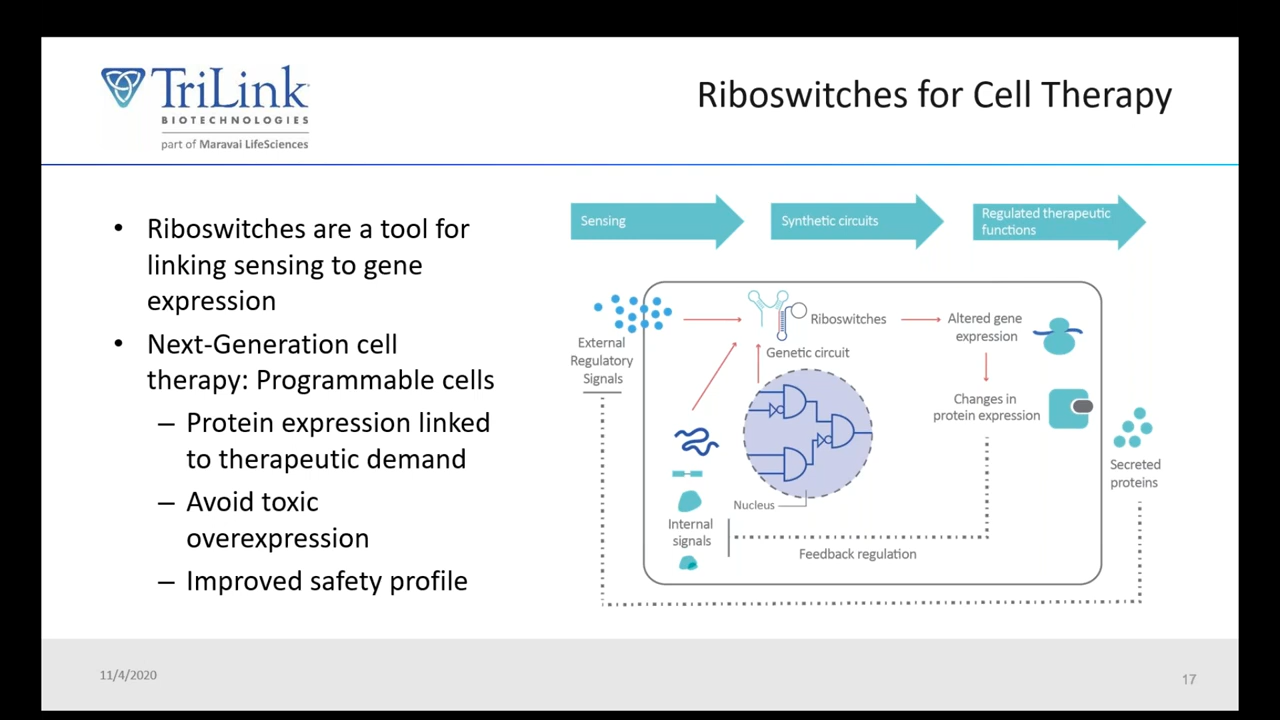 TriLink
BIOTECHNOLOGIES
part of Maravai LifeSciences
Riboswitches for Cell Therapy
• Riboswitches are a tool for
linking sensing to gene
expression
• Next-Generation cell
therapy: Programmable cells
– Protein expression linked
to therapeutic demand
– Avoid toxic
overexpression
– Improved safety profile
Sensing
Synthetic circuits
Regulated therapeutic
functions
External
Regulatory
Signals
Riboswitches
Genetic circuit
Altered gene
expression
Changes in
protein expression
Secreted
proteins
Nucleus
Internal
signals
Feedback regulation
11/4/2020
17